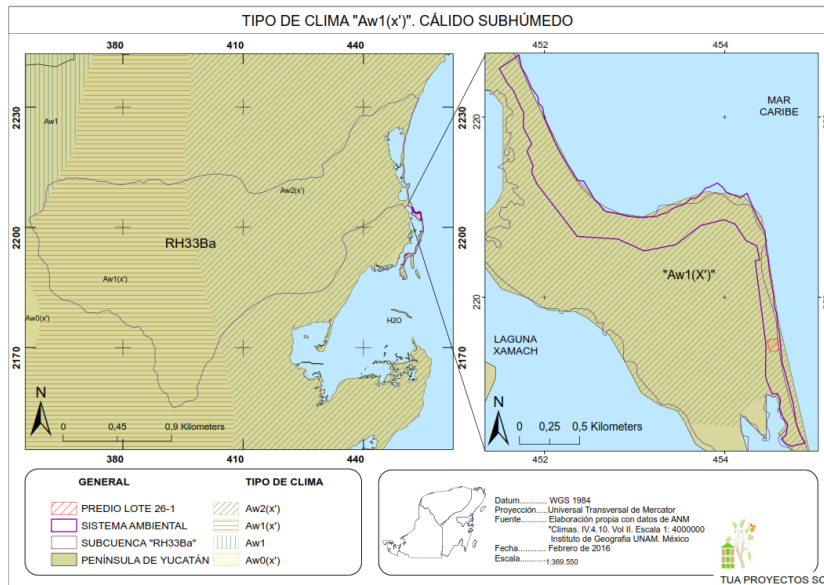 TIPO DE CLIMA "Aw1(x')". CÁLIDO SUBHÚMEDO
380 410 440
452 454
2230 2230
220
MAR
CARIBE
Aw1
Aw2(x')
2200 2200
RH33Ba
Aw1(x')
"Aw1(X')"
220
Aw0(x')
H2O
LAGUNA
XAMACH
2170 2170
N
0 0,45 0,9 Kilometers
N
0 0,25 0,5 Kilometers
380 410 440
452 454
GENERAL
PREDIO LOTE 26-1
SISTEMA AMBIENTAL
SUBCUENCA "RH33Ba"
PENÍNSULA DE YUCATÁN
TIPO DE CLIMA
Aw2(x')
Aw1(x')
Aw1
Aw0(x')
Datum............ WGS 1984
Proyección.....Universal Transversal de Mercator
Fuente........... Elaboración propia con datos de ANM
"Climas. IV.4.10. Vol II. Escala 1: 4000000
Instituto de Geografia UNAM. México
Fecha............ Febrero de 2016
Escala............1:369.550
TUA PROYECTOS